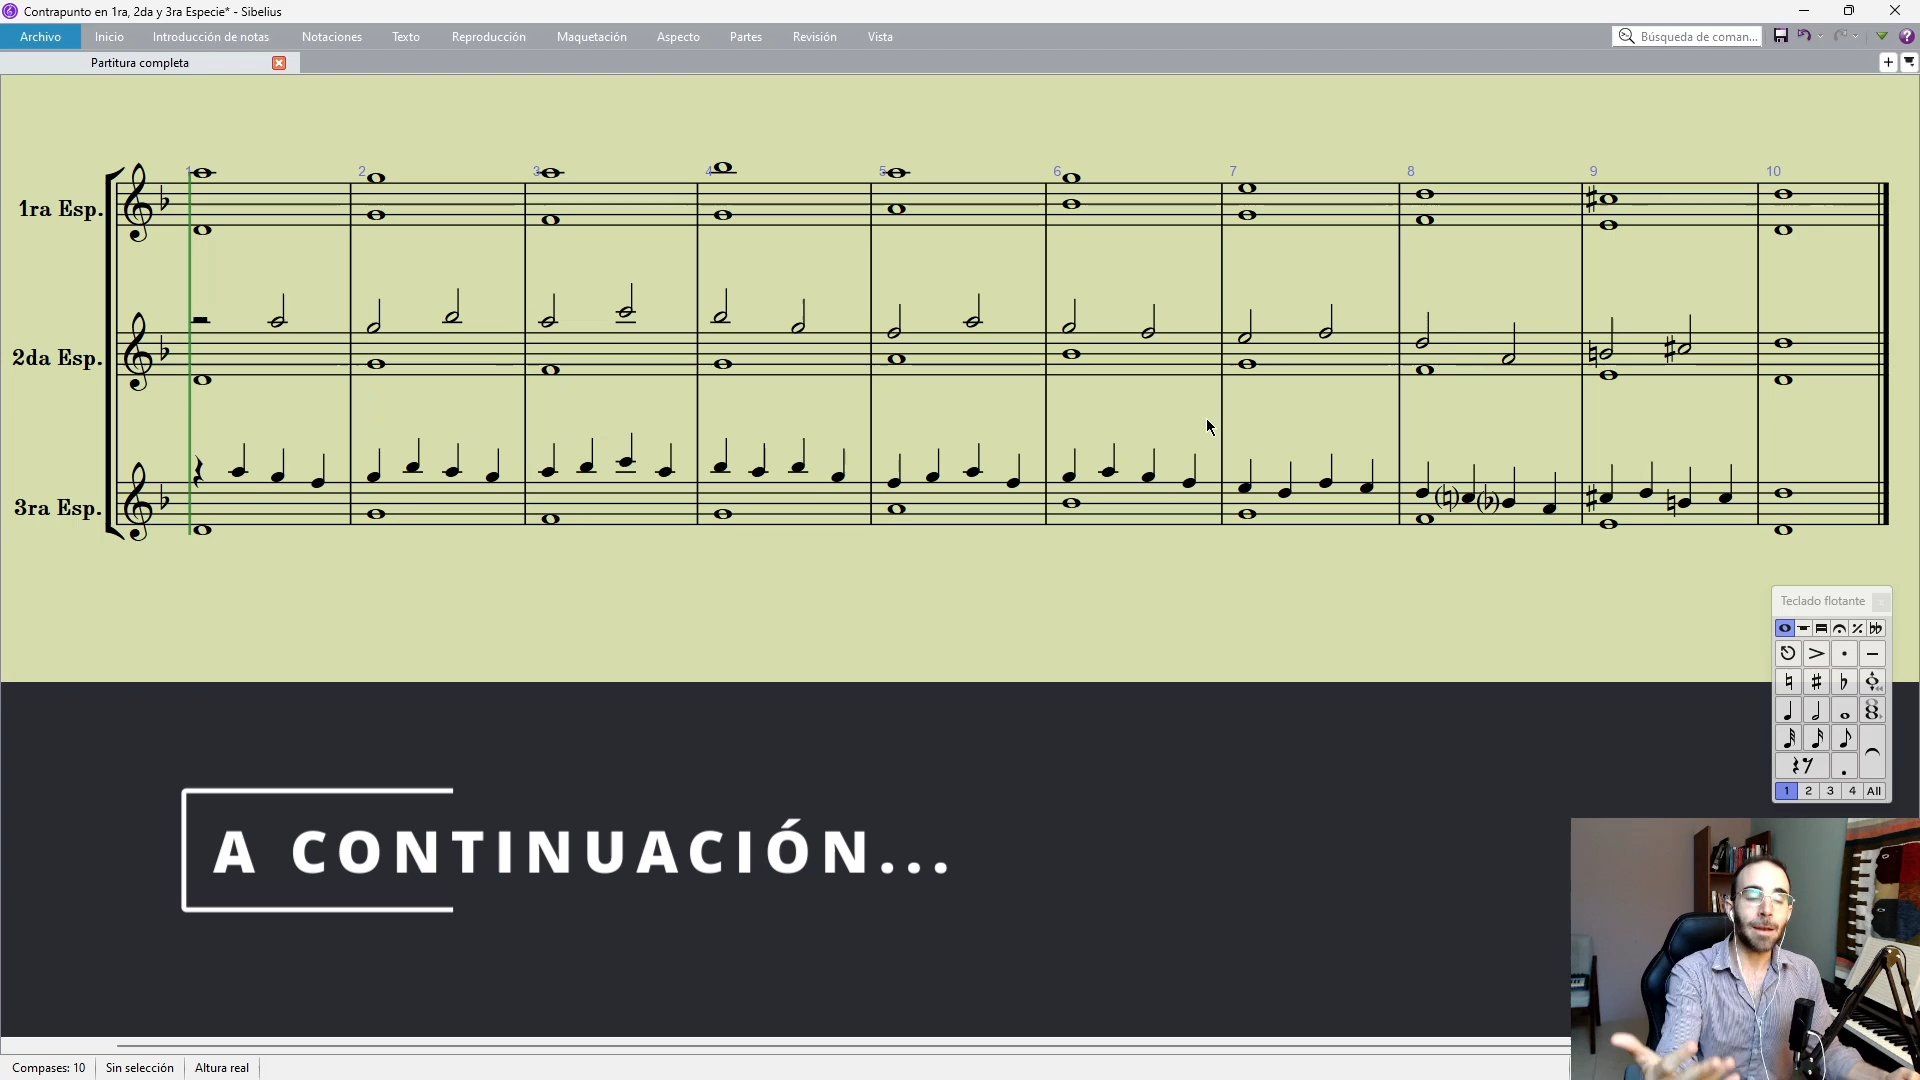 Contrapunto en 1ra, 2da y 3ra Especie* - Sibelius
Archivo Inicio Introducción de notas Notaciones Texto Reproducción Maquetación Aspecto Partes Revisión Vista Búsqueda de coman...
Partitura completa
1 2 3 4 5 6 7 8 9 10
1ra Esp.
2da Esp.
3ra Esp.
Teclado flotante
1 2 3 4 All
A CONTINUACIÓN...
Compases: 10 Sin selección Altura real